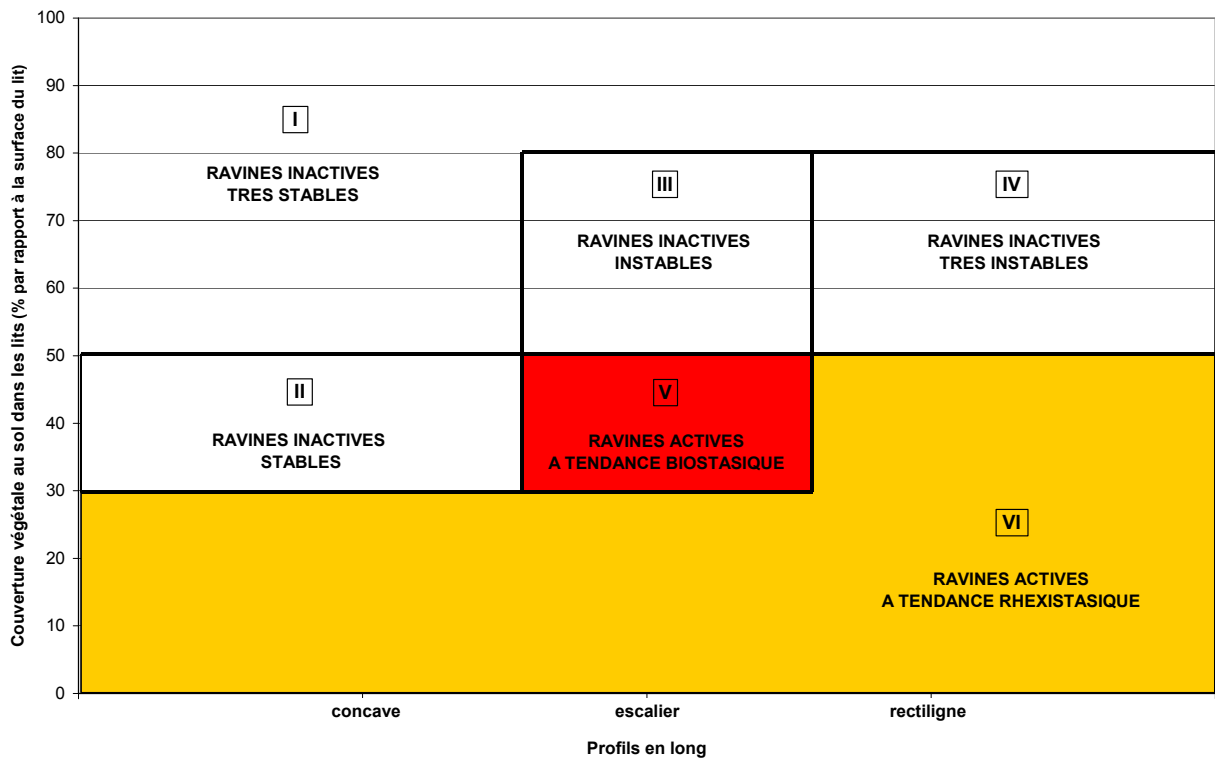 Couverture végétale au sol dans les lits (% par rapport à la surface du lit)
100
90
80
70
60
50
40
30
20
10
0
I
RAVINES INACTIVES
TRES STABLES
III
RAVINES INACTIVES
INSTABLES
IV
RAVINES INACTIVES
TRES INSTABLES
II
RAVINES INACTIVES
STABLES
V
RAVINES ACTIVES
A TENDANCE BIOSTASIQUE
VI
RAVINES ACTIVES
A TENDANCE RHEXISTASIQUE
concave
escalier
rectiligne
Profils en long